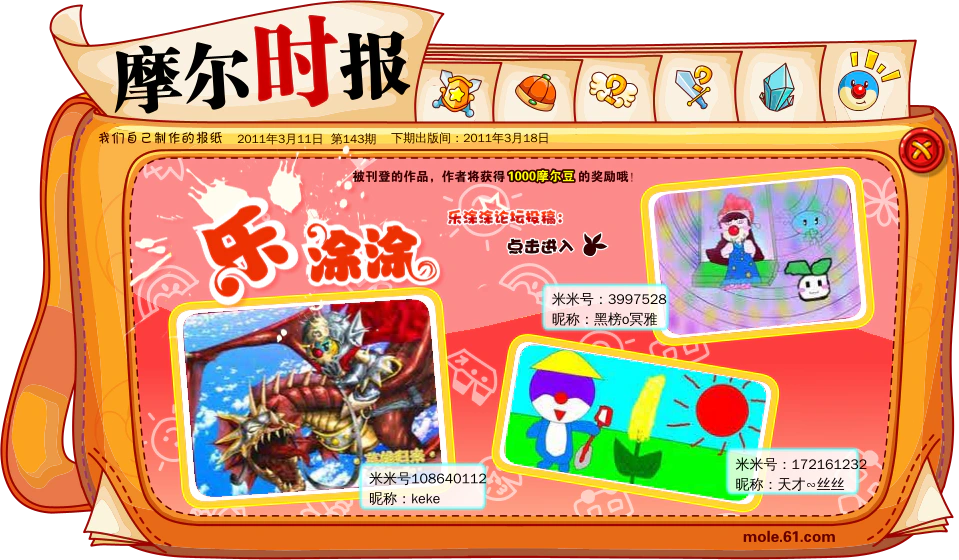 摩尔时报
我们自己制作的报纸 2011年3月11日 第143期 下期出版间：2011年3月18日
被刊登的作品，作者将获得1000摩尔豆的奖励哦！
乐涂涂
乐涂涂论坛投稿：
点击进入
米米号：3997528
昵称：黑榜o冥雅
英雄归来
米米号108640112
昵称：keke
米米号：172161232
昵称：天才∽丝丝
mole.61.com